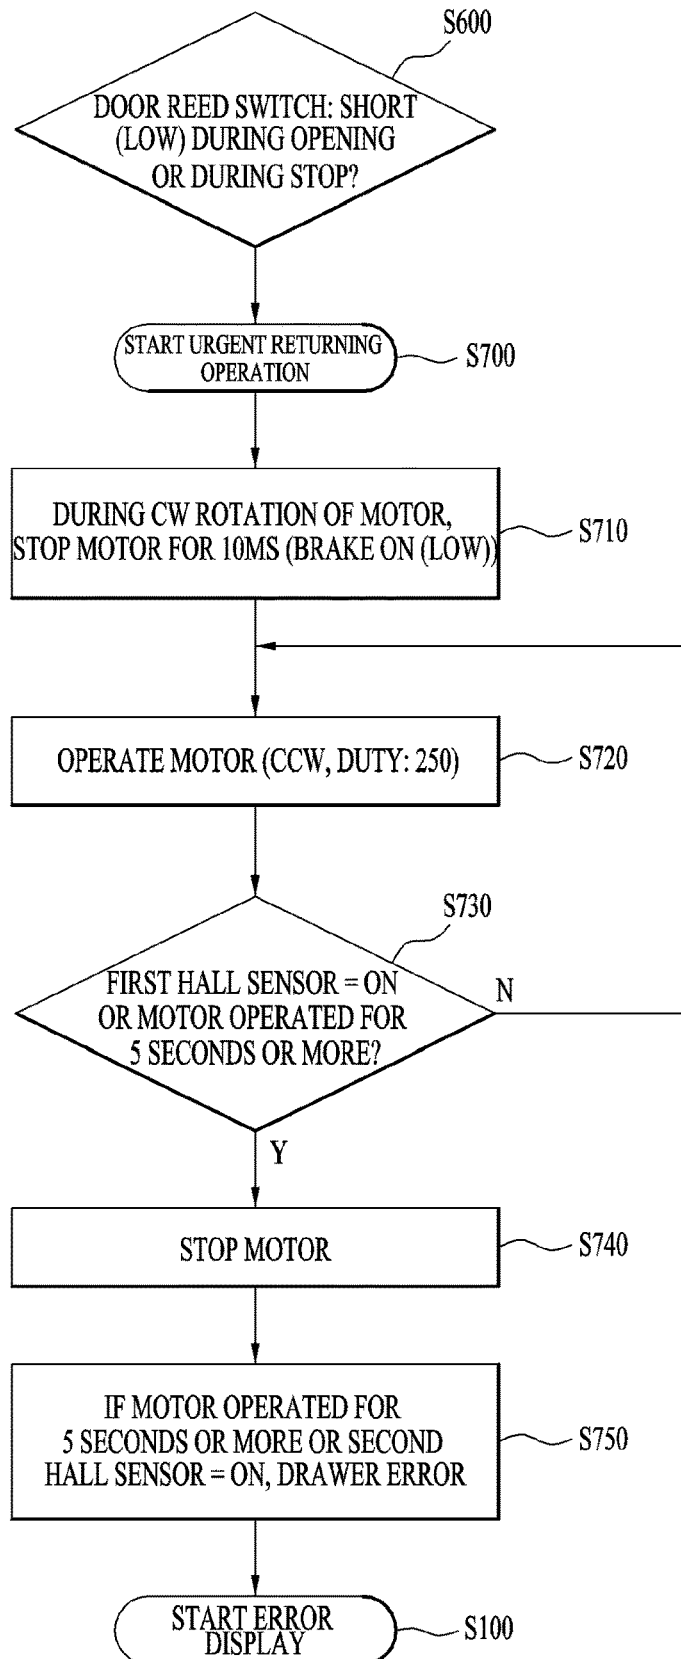 S600
DOOR REED SWITCH: SHORT
(LOW) DURING OPENING
OR DURING STOP?
START URGENT RETURNING
OPERATION
S700
DURING CW ROTATION OF MOTOR,
STOP MOTOR FOR 10MS (BRAKE ON (LOW))
S710
OPERATE MOTOR (CCW, DUTY: 250)
S720
S730
FIRST HALL SENSOR = ON
OR MOTOR OPERATED FOR
5 SECONDS OR MORE?
N
Y
STOP MOTOR
S740
IF MOTOR OPERATED FOR
5 SECONDS OR MORE OR SECOND
HALL SENSOR = ON, DRAWER ERROR
S750
START ERROR
DISPLAY
S100